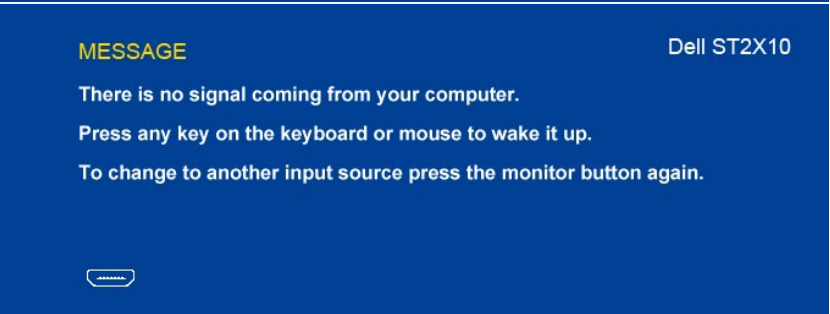 MESSAGE
Dell ST2X10
There is no signal coming from your computer.
Press any key on the keyboard or mouse to wake it up.
To change to another input source press the monitor button again.